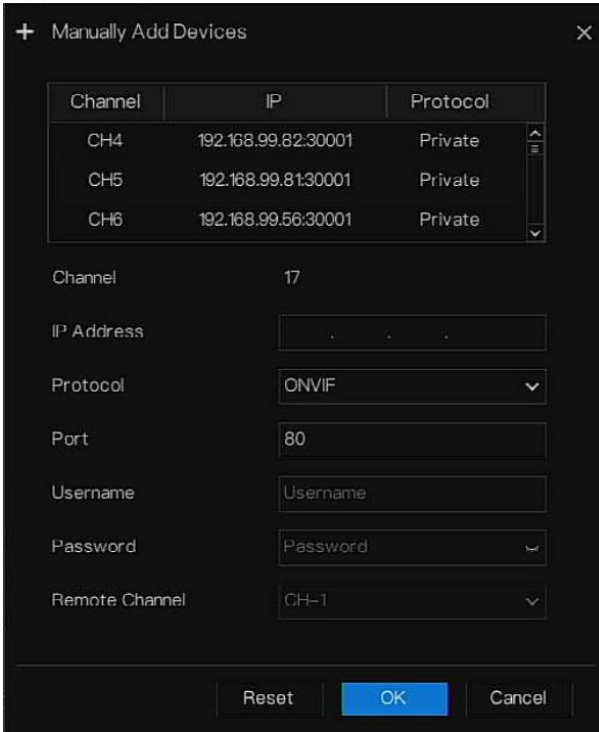 + Manually Add Devices ×
Channel IP Protocol
CH4 192.168.99.82:30001 Private
CH5 192.168.99.81:30001 Private
CH6 192.168.99.56:30001 Private
Channel 17
IP Address . . .
Protocol ONVIF
Port 80
Username Username
Password Password
Remote Channel CH-1
Reset OK Cancel